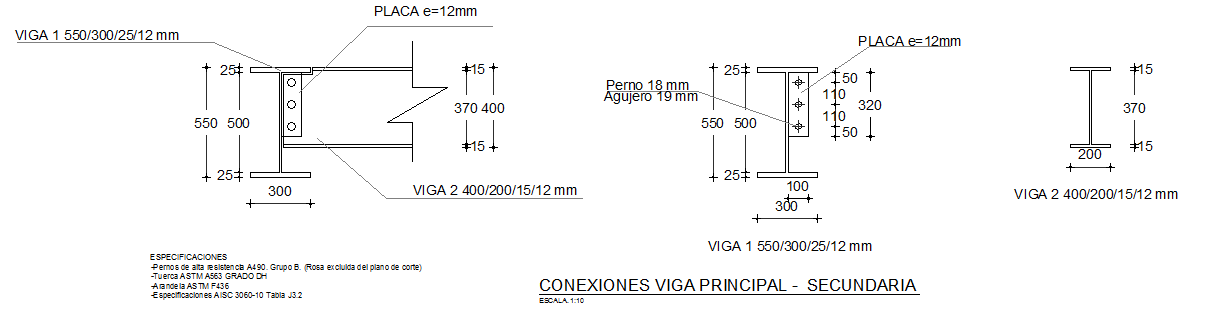 PLACA e=12mm
VIGA 1 550/300/25/12 mm
25
550
500
25
300
15
370
400
15
VIGA 2 400/200/15/12 mm
PLACA e=12mm
Perno 18 mm
Agujero 19 mm
25
550
500
25
50
110
110
50
320
100
300
VIGA 1 550/300/25/12 mm
15
370
15
200
VIGA 2 400/200/15/12 mm
ESPECIFICACIONES
-Pernos de alta resistencia A490. Grupo B. (Rosa excluida del plano de corte)
-Tuerca ASTM A563 GRADO DH
-Arandela ASTM F436
-Especificaciones AISC 3060-10 Tabla J3.2
CONEXIONES VIGA PRINCIPAL - SECUNDARIA
ESCALA. 1:10